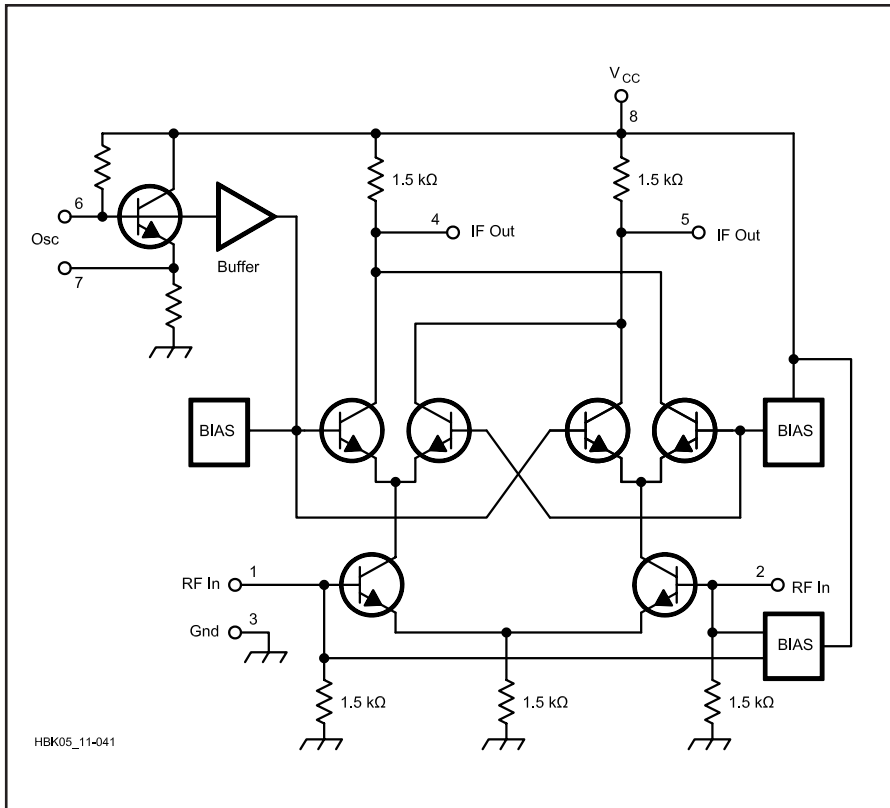 V CC
8
1.5 kΩ
1.5 kΩ
6
4
IF Out
5
IF Out
Osc
Buffer
7
BIAS
BIAS
RF In
1
2
RF In
Gnd
3
BIAS
1.5 kΩ
1.5 kΩ
1.5 kΩ
HBK05_11-041